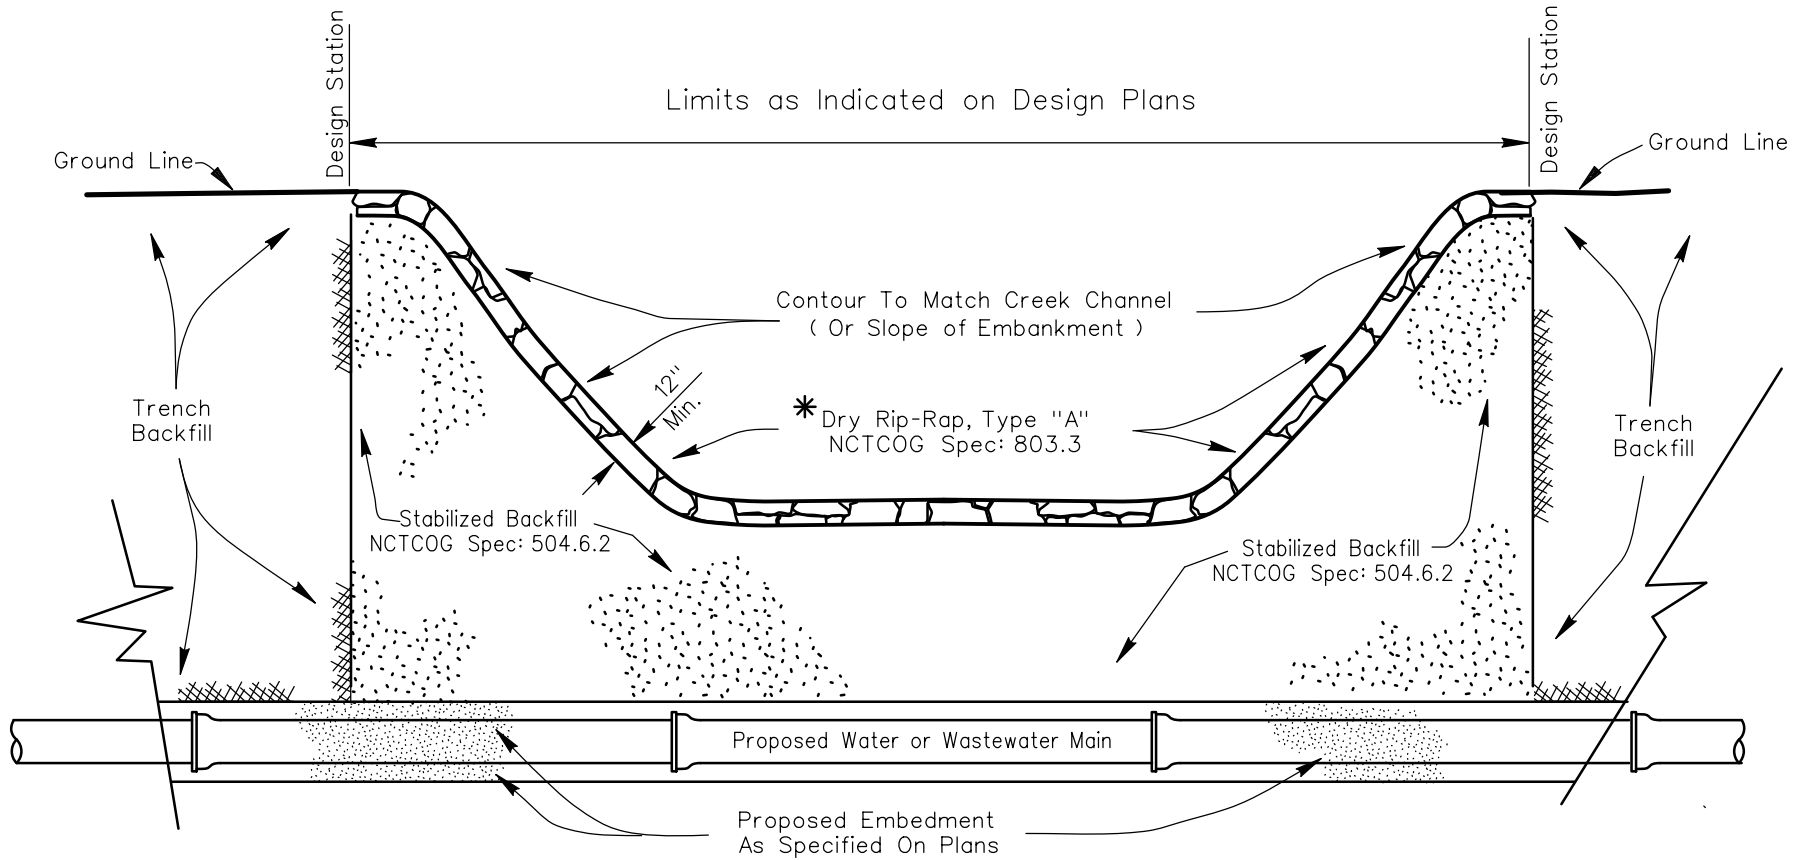 Design Station
Design Station
Limits as Indicated on Design Plans
Ground Line
Ground Line
Contour To Match Creek Channel
( Or Slope of Embankment )
12"
Min.
* Dry Rip-Rap, Type "A"
NCTCOG Spec: 803.3
Trench
Backfill
Trench
Backfill
Stabilized Backfill
NCTCOG Spec: 504.6.2
Stabilized Backfill
NCTCOG Spec: 504.6.2
Proposed Water or Wastewater Main
Proposed Embedment
As Specified On Plans